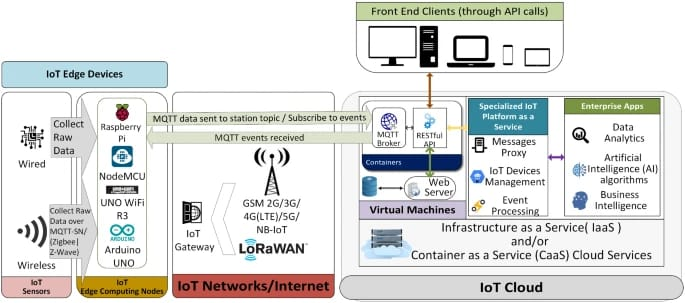 Front End Clients (through API calls)
IoT Edge Devices
Wired
Collect
Raw
Data
Raspberry
Pi
NodeMCU
UNO WiFi
R3
ARDUINO
Arduino
UNO
Collect Raw
Data over
MQTT-SN/
(Zigbee|
Z-Wave)
Wireless
IoT
Sensors
IoT
Edge Computing Nodes
MQTT data sent to station topic / Subscribe to events
MQTT events received
GSM 2G/3G/
4G(LTE)/5G/
NB-IoT
LoRaWAN
IoT
Gateway
IoT Networks/Internet
MQTT
Broker
RESTful
API
Containers
Web
Server
Virtual Machines
Specialized IoT
Platform as a
Service
Messages
Proxy
IoT Devices
Management
Event
Processing
Enterprise Apps
Data
Analytics
Artificial
Intelligence (AI)
algorithms
Business
Intelligence
Infrastructure as a Service( IaaS )
and/or
Container as a Service (CaaS) Cloud Services
IoT Cloud